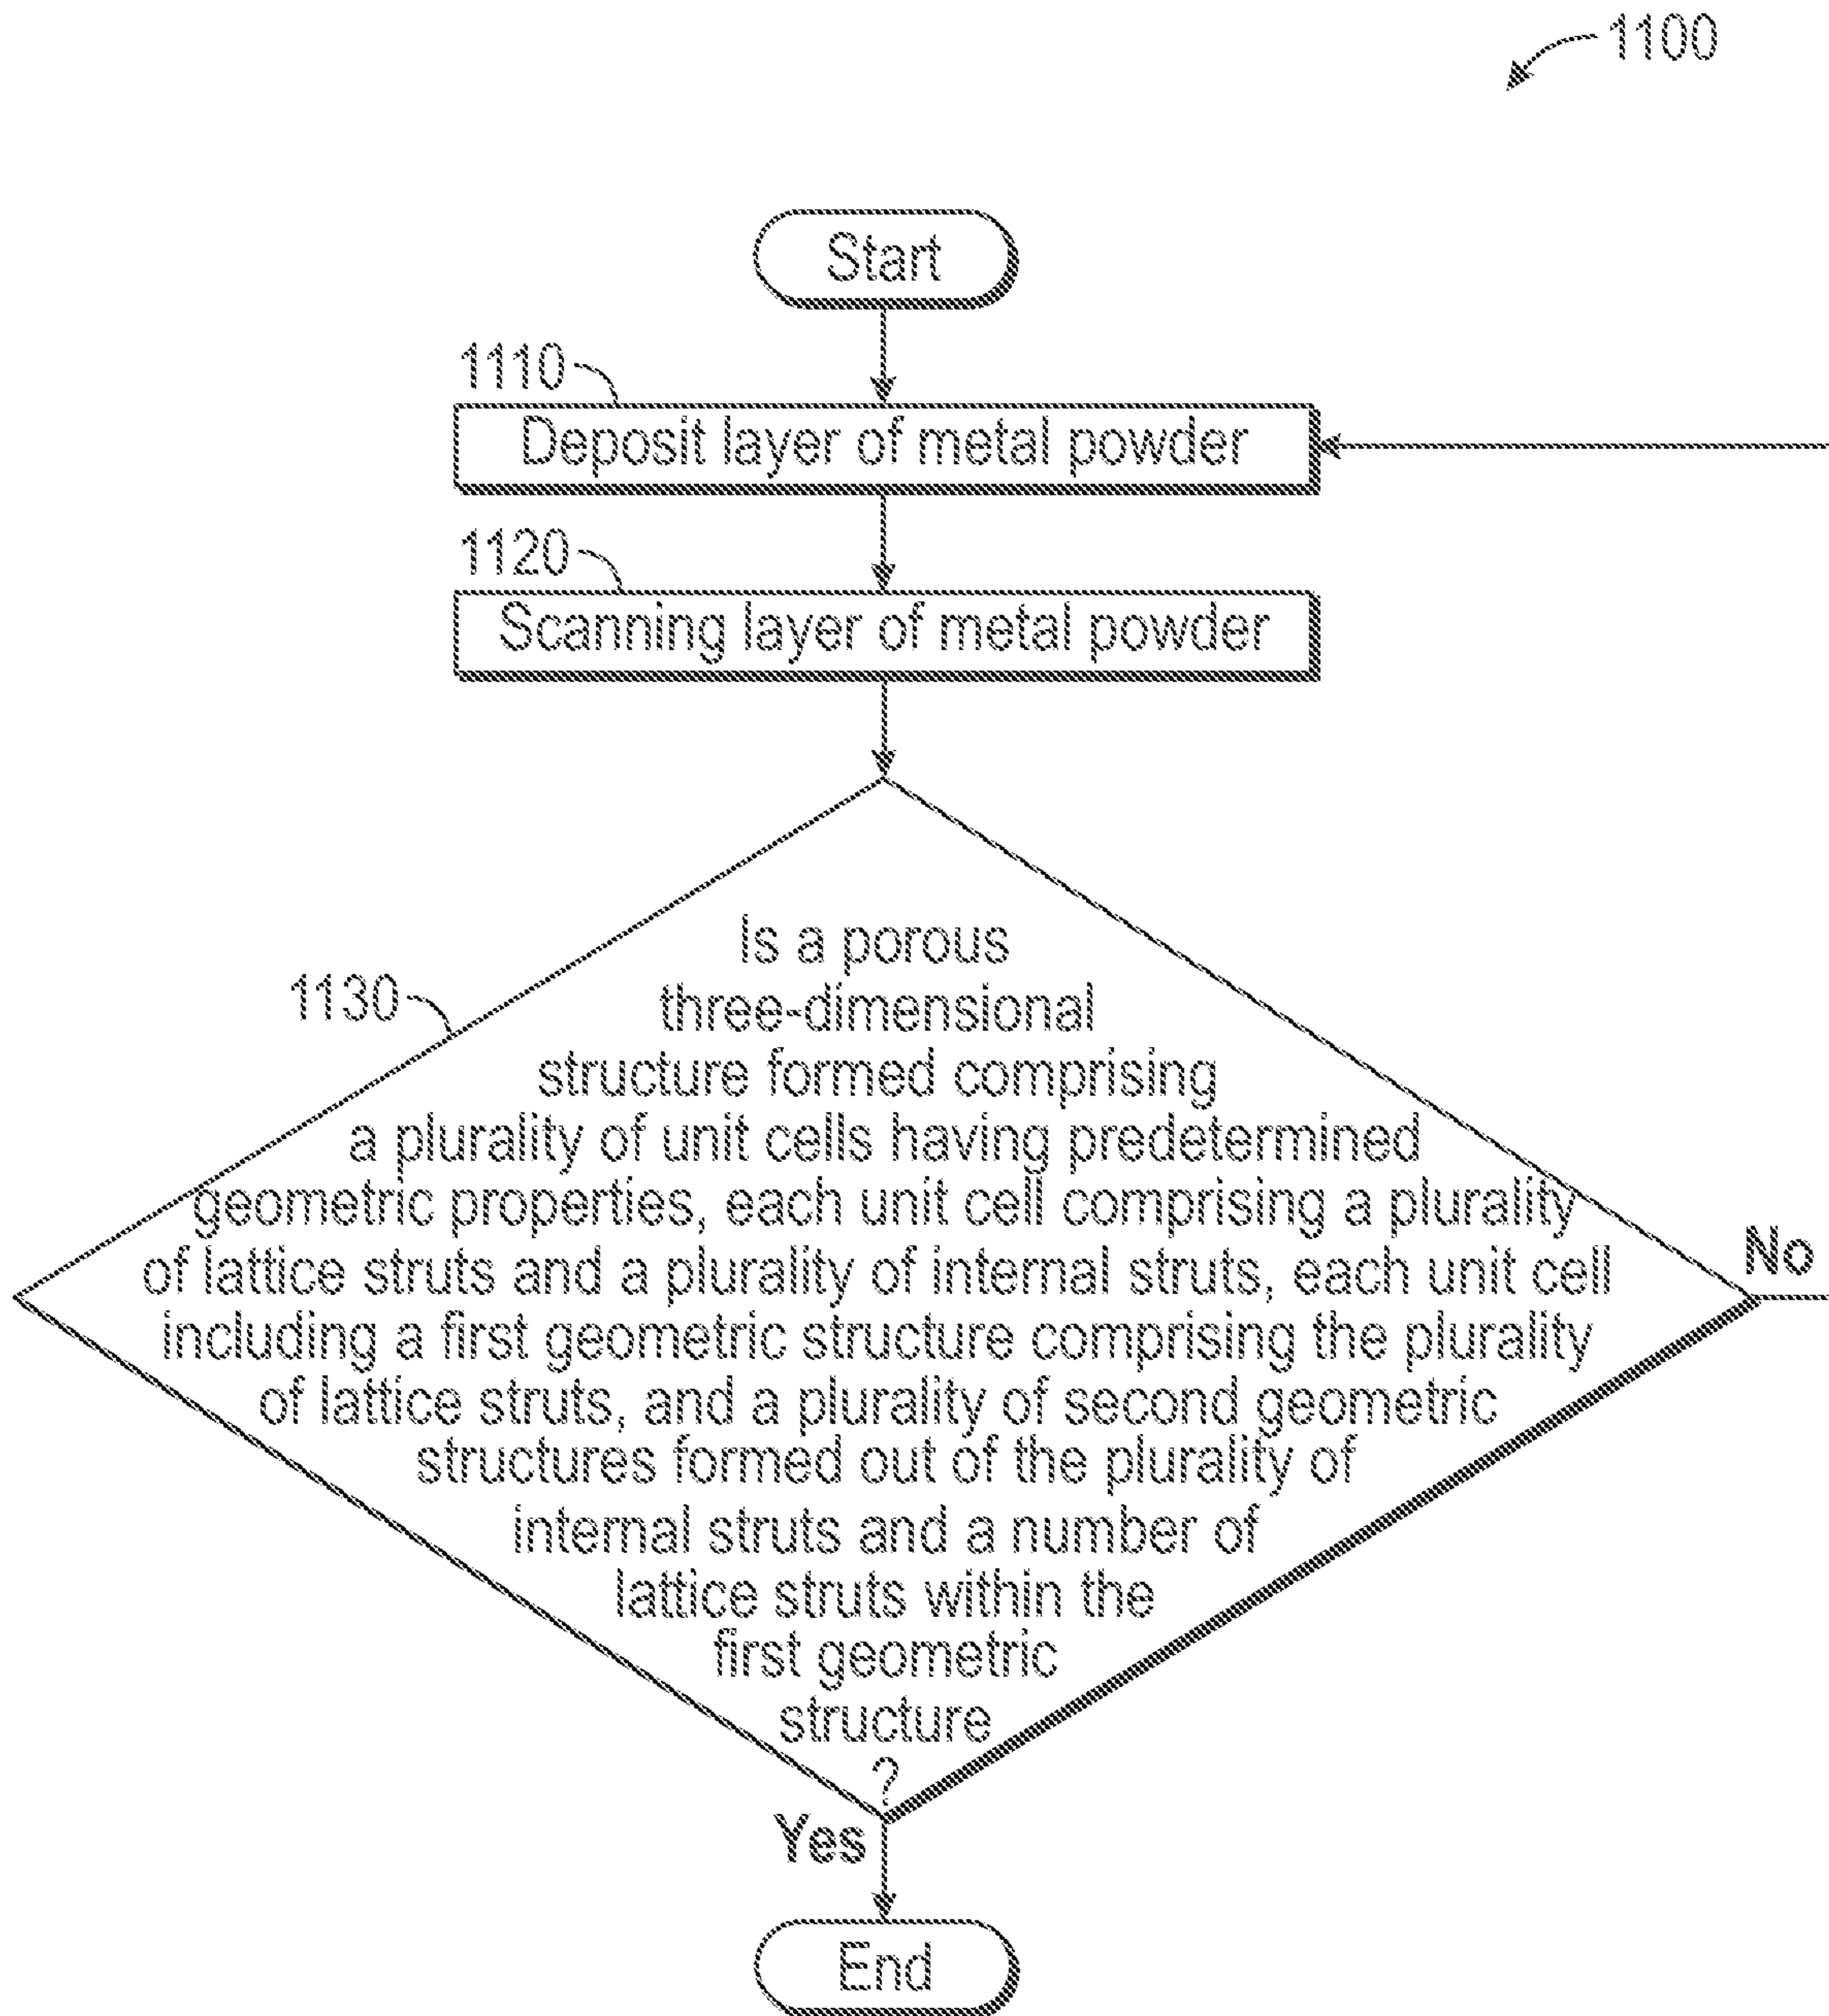 1100
Start
1110
Deposit layer of metal powder
1120
Scanning layer of metal powder
1130
Is a porous
three-dimensional
structure formed comprising
a plurality of unit cells having predetermined
geometric properties, each unit cell comprising a plurality
of lattice struts and a plurality of internal struts, each unit cell
including a first geometric structure comprising the plurality
of lattice struts, and a plurality of second geometric
structures formed out of the plurality of
internal struts and a number of
lattice struts within the
first geometric
structure
?
No
Yes
End